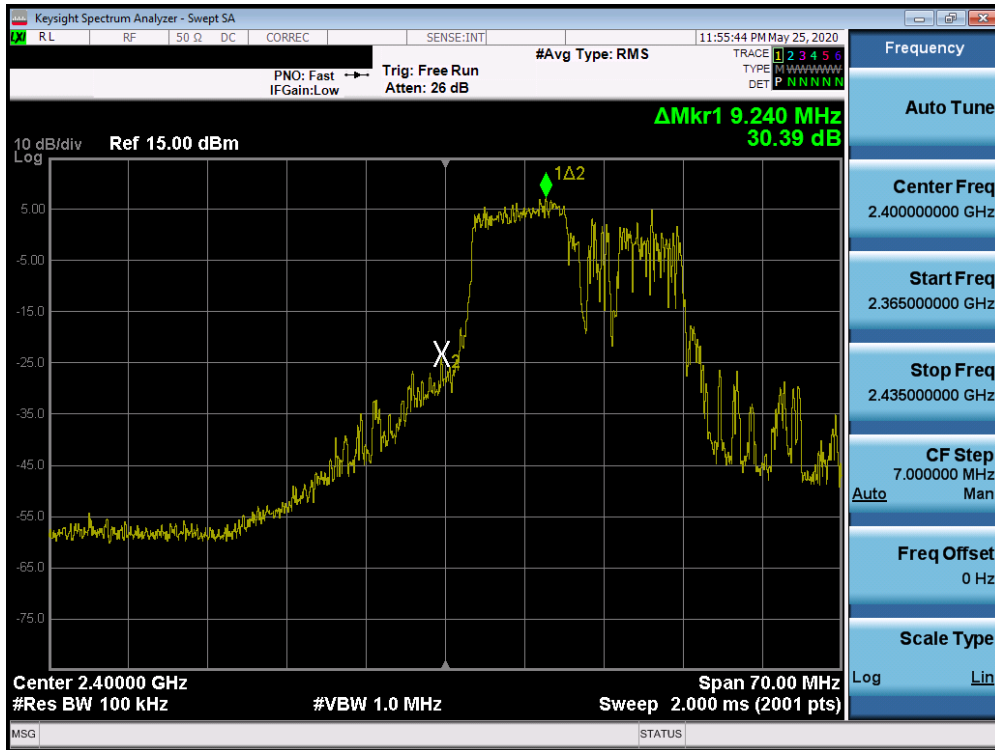 Keysight Spectrum Analyzer - Swept SA
LXI RL RF 50 Ω DC CORREC SENSE:INT 11:55:44 PM May 25, 2020
#Avg Type: RMS
TRACE 1 2 3 4 5 6
TYPE M W W W W W
DET P N N N N N
PNO: Fast Trig: Free Run
IFGain:Low Atten: 26 dB
ΔMkr1 9.240 MHz
30.39 dB
10 dB/div Ref 15.00 dBm
Log
5.00
-5.00
-15.0
-25.0
-35.0
-45.0
-55.0
-65.0
-75.0
1Δ2
X2
Center 2.40000 GHz Span 70.00 MHz
#Res BW 100 kHz #VBW 1.0 MHz Sweep 2.000 ms (2001 pts)
MSG STATUS
Frequency
Auto Tune
Center Freq
2.400000000 GHz
Start Freq
2.365000000 GHz
Stop Freq
2.435000000 GHz
CF Step
7.000000 MHz
Auto Man
Freq Offset
0 Hz
Scale Type
Log Lin